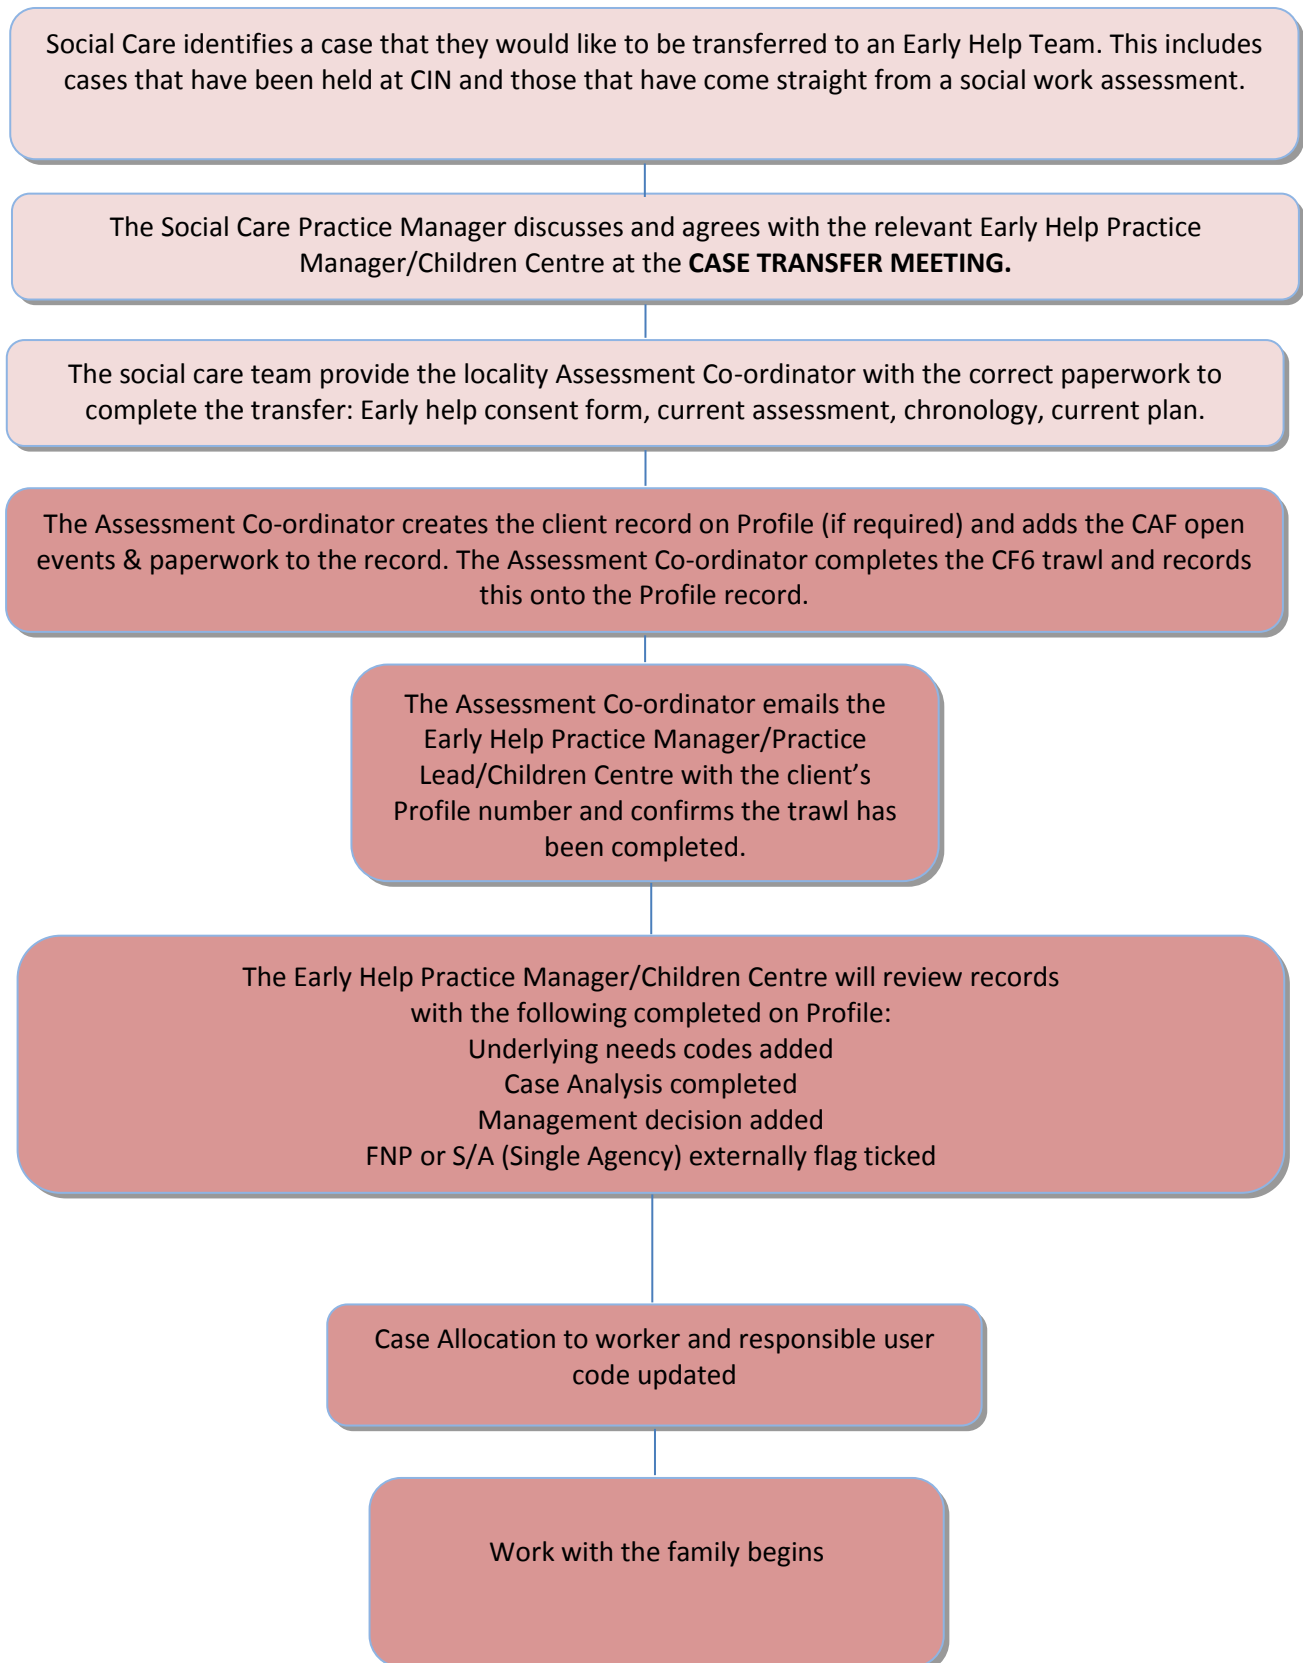 Social Care identifies a case that they would like to be transferred to an Early Help Team. This includes
cases that have been held at CIN and those that have come straight from a social work assessment.
The Social Care Practice Manager discusses and agrees with the relevant Early Help Practice
Manager/Children Centre at the CASE TRANSFER MEETING.
The social care team provide the locality Assessment Co-ordinator with the correct paperwork to
complete the transfer: Early help consent form, current assessment, chronology, current plan.
The Assessment Co-ordinator creates the client record on Profile (if required) and adds the CAF open
events & paperwork to the record. The Assessment Co-ordinator completes the CF6 trawl and records
this onto the Profile record.
The Assessment Co-ordinator emails the
Early Help Practice Manager/Practice
Lead/Children Centre with the client’s
Profile number and confirms the trawl has
been completed.
The Early Help Practice Manager/Children Centre will review records
with the following completed on Profile:
Underlying needs codes added
Case Analysis completed
Management decision added
FNP or S/A (Single Agency) externally flag ticked
Case Allocation to worker and responsible user
code updated
Work with the family begins